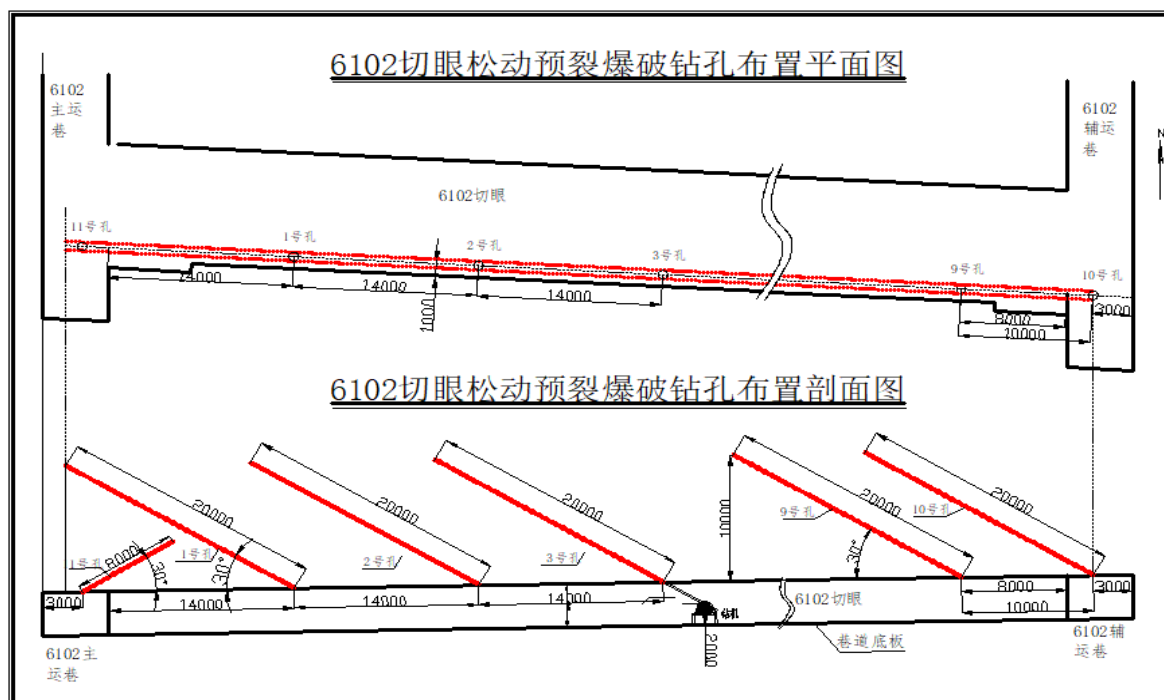 6102切眼松动预裂爆破钻孔布置平面图
6102
主运
巷
6102
辅运
巷
N
6102切眼
11号孔
1号孔
2号孔
3号孔
9号孔
10号孔
14000
14000
14000
1000
8000
10000
3000
6102切眼松动预裂爆破钻孔布置剖面图
20000
20000
20000
20000
20000
10000
1号孔
8000
30°
1号孔
30°
2号孔
3号孔
9号孔
30°
10号孔
3000
14000
14000
14000
钻机
2000
6102切眼
8000
10000
3000
巷道底板
6102主
运巷
6102辅
运巷